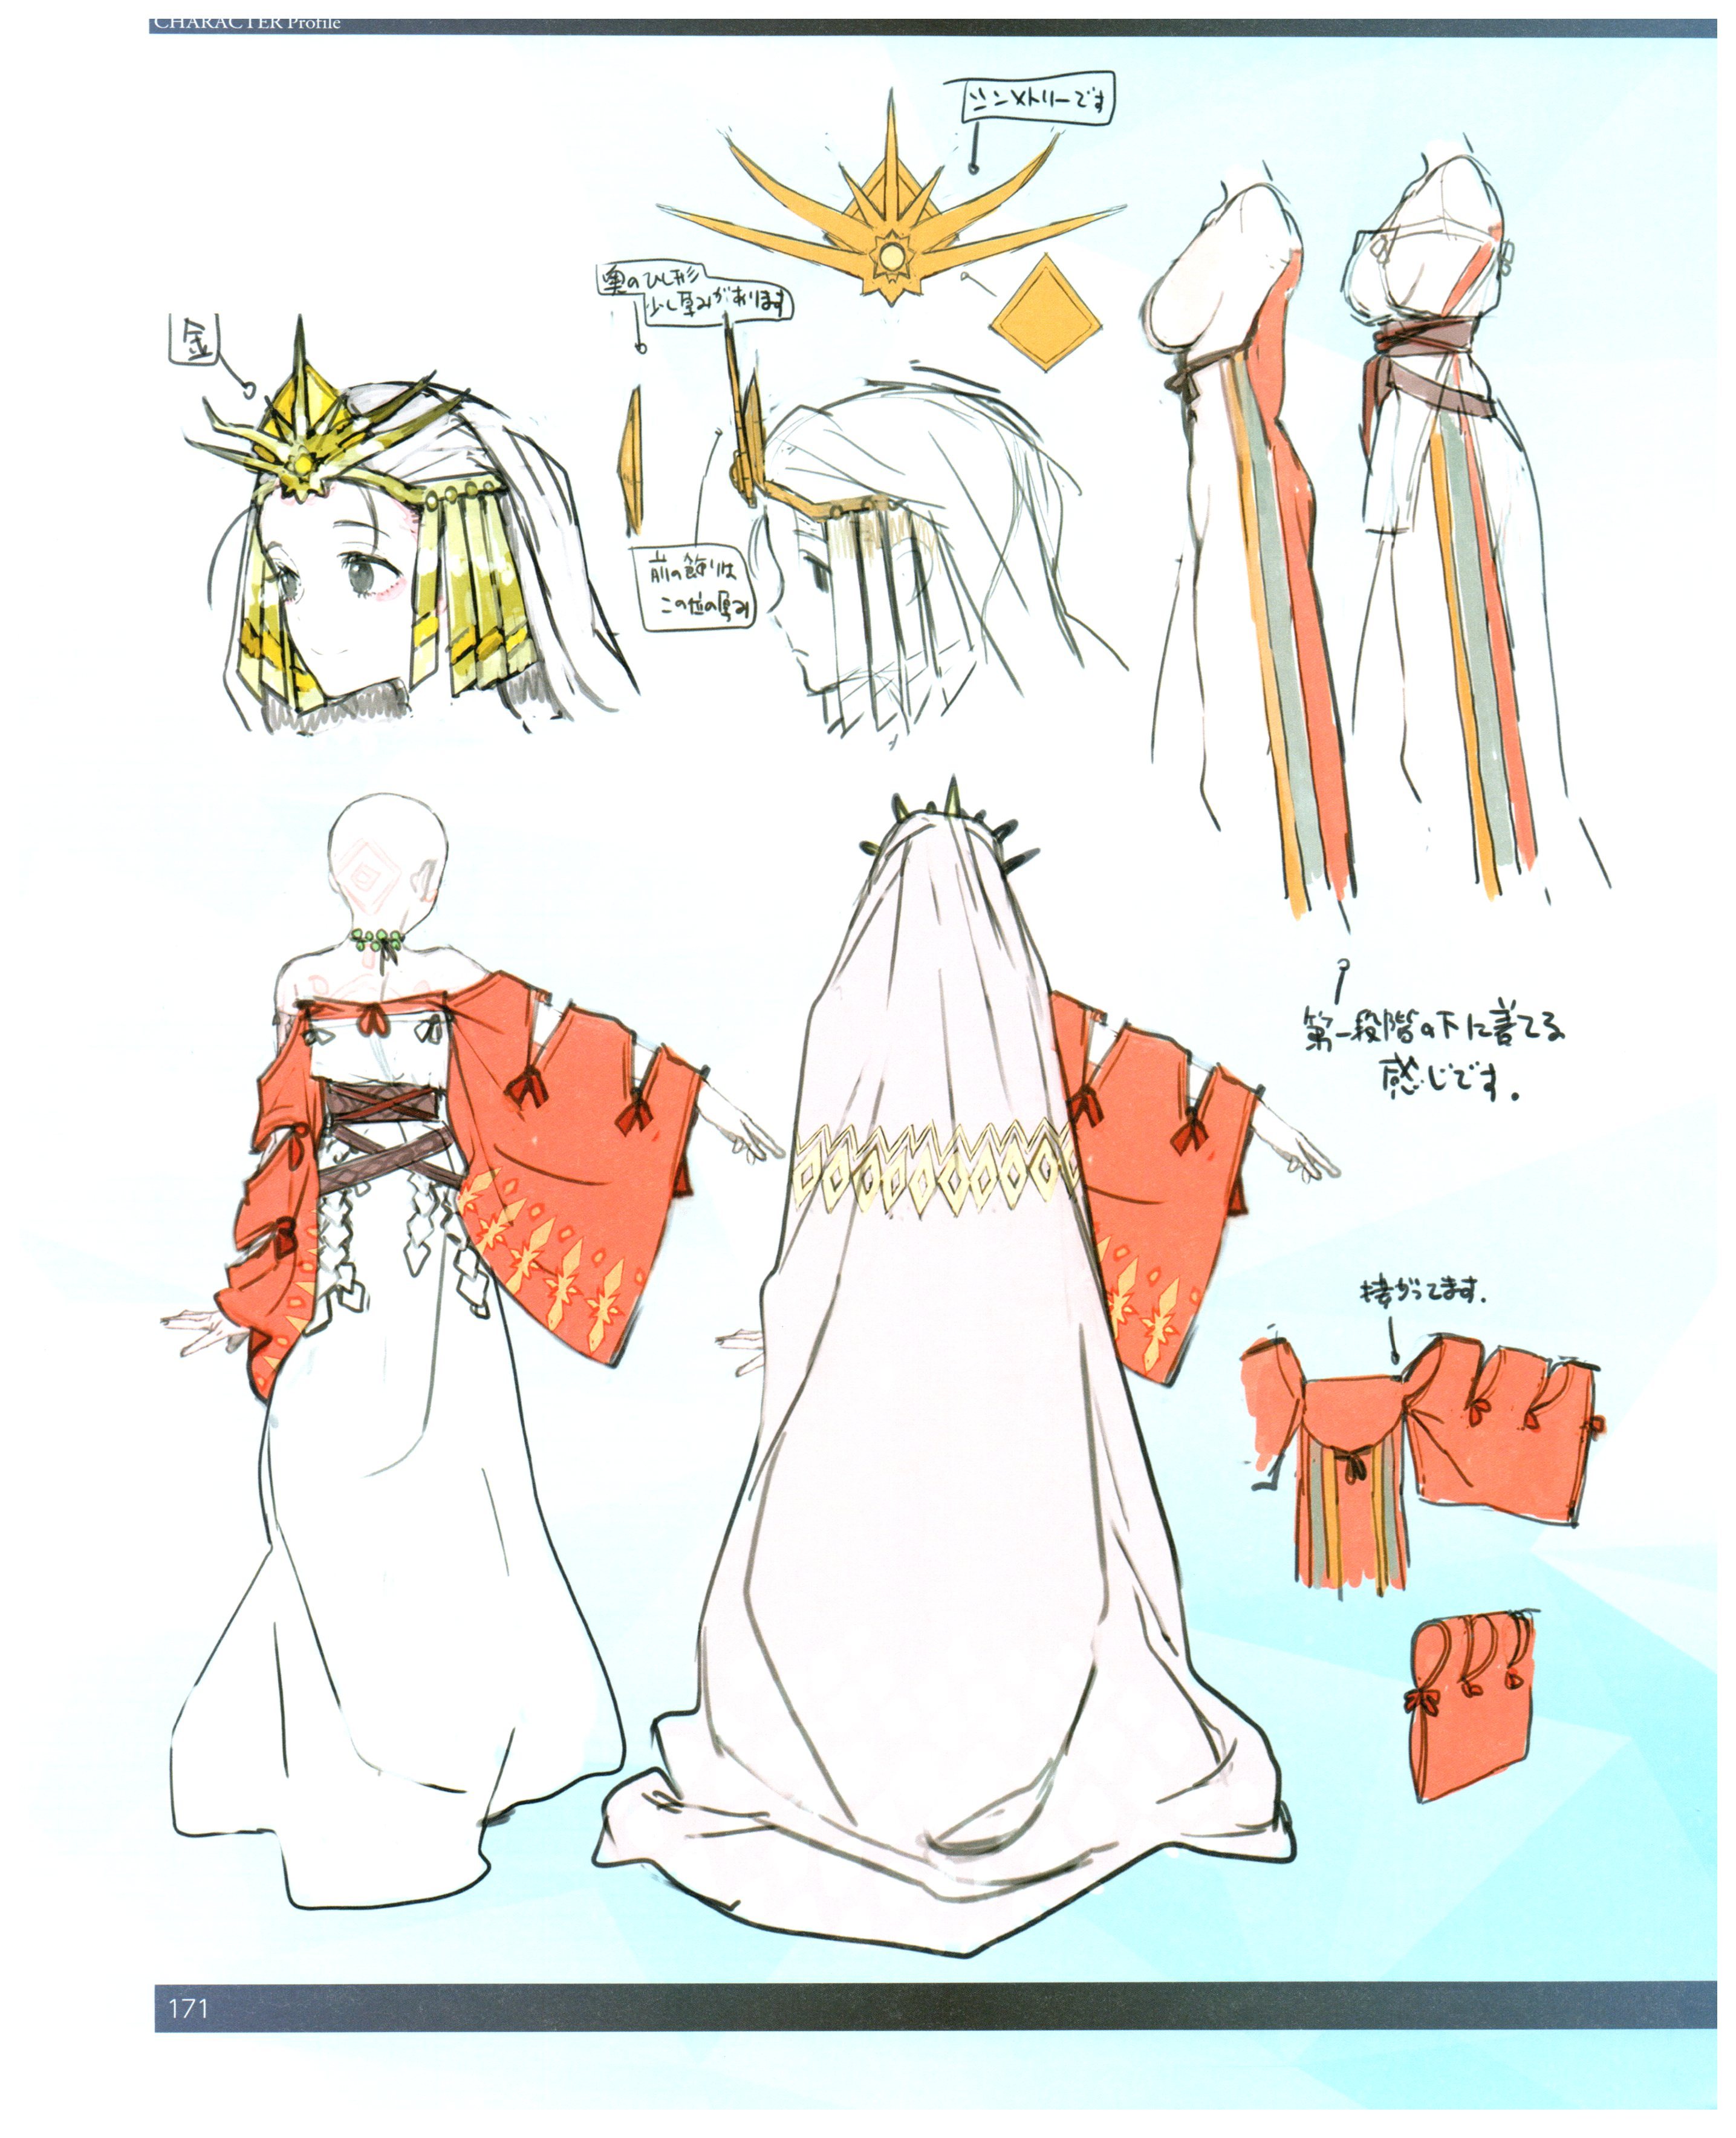 CHARACTER Profile
シンメトリーです
奥のひし形
少し厚みがあります
金
前の飾りは
この位の厚み
第一段階の下に着てる
感じです。
繋がってます。
171